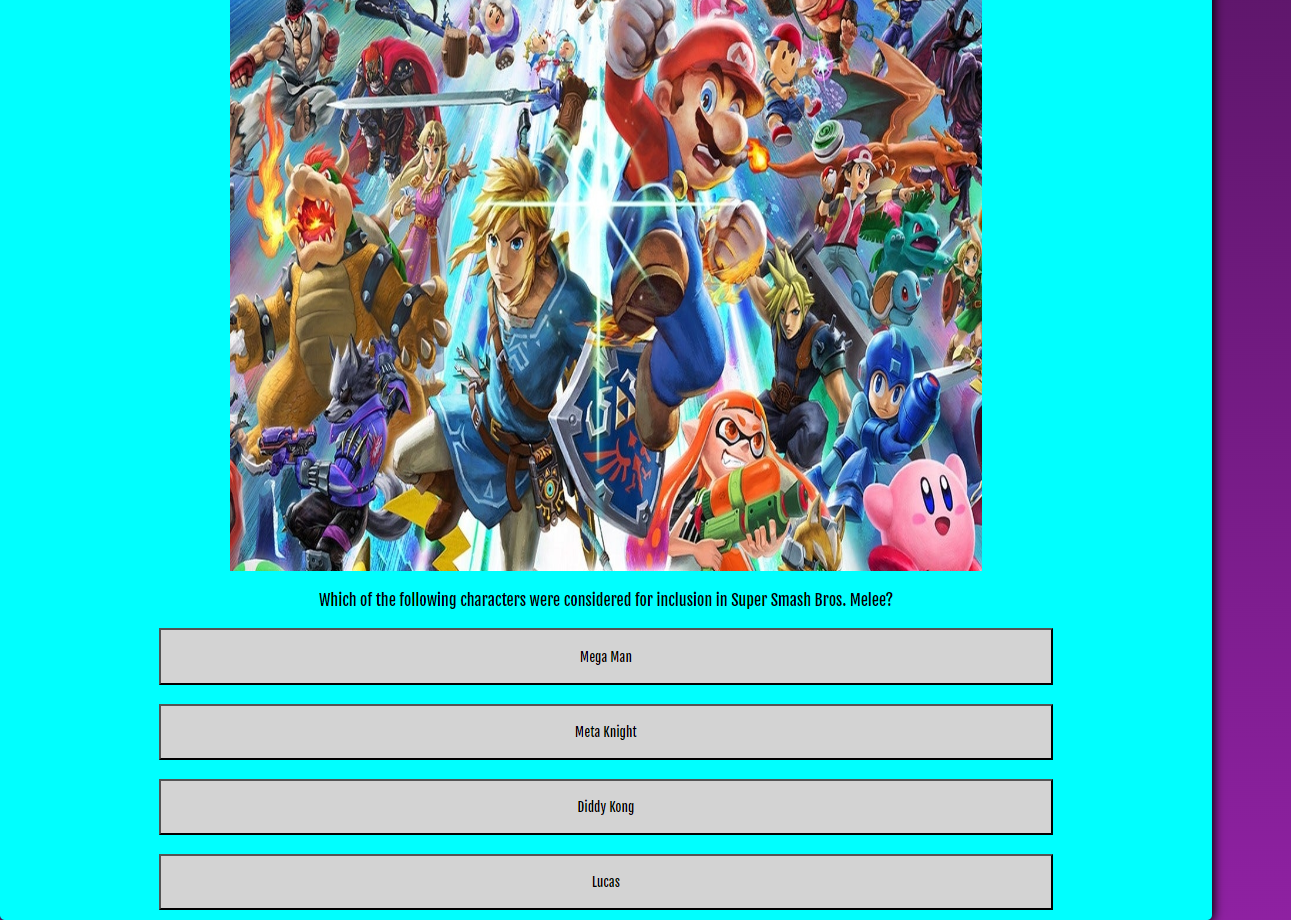 Which of the following characters were considered for inclusion in Super Smash Bros. Melee?
Mega Man
Meta Knight
Diddy Kong
Lucas